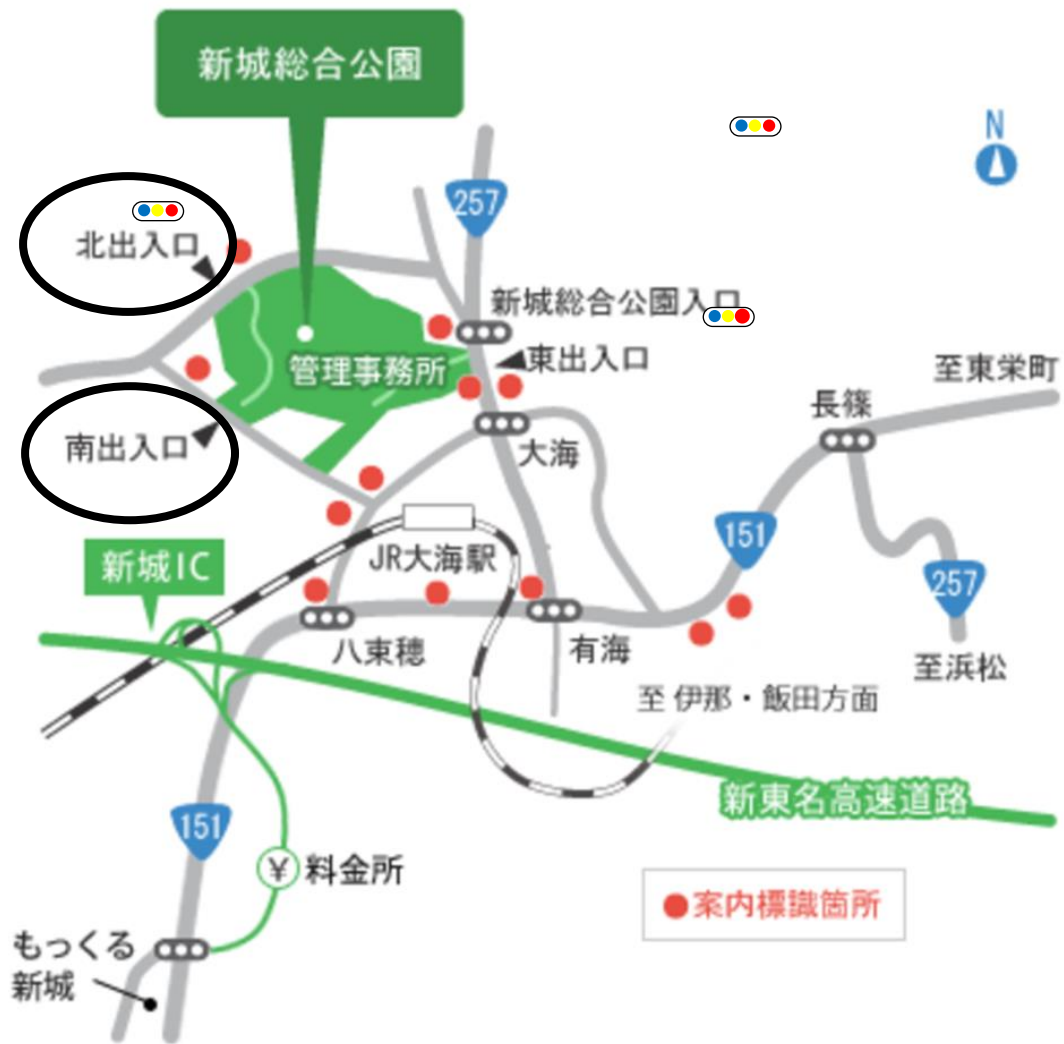 新城総合公園
N
257
北出入口
新城総合公園入口
東出入口
管理事務所
至東栄町
長篠
南出入口
大海
151
JR大海駅
新城IC
257
八束穂
有海
至浜松
至 伊那・飯田方面
新東名高速道路
151
¥ 料金所
案内標識箇所
もっくる
新城